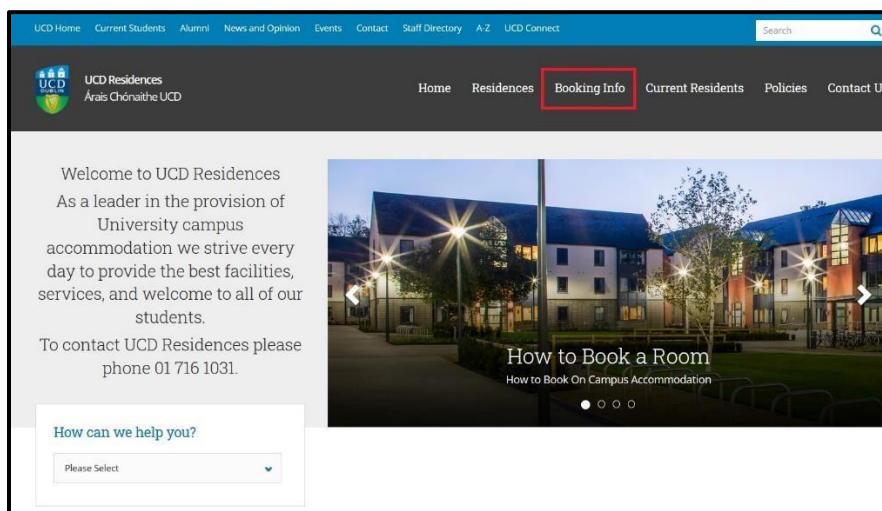 UCD Home Current Students Alumni News and Opinion Events Contact Staff Directory A-Z UCD Connect Search
UCD
DUBLIN
UCD Residences
Árais Chónaithe UCD
Home Residences Booking Info Current Residents Policies Contact U
Welcome to UCD Residences
As a leader in the provision of
University campus
accommodation we strive every
day to provide the best facilities,
services, and welcome to all of our
students.
To contact UCD Residences please
phone 01 716 1031.
How to Book a Room
How to Book On Campus Accommodation
How can we help you?
Please Select